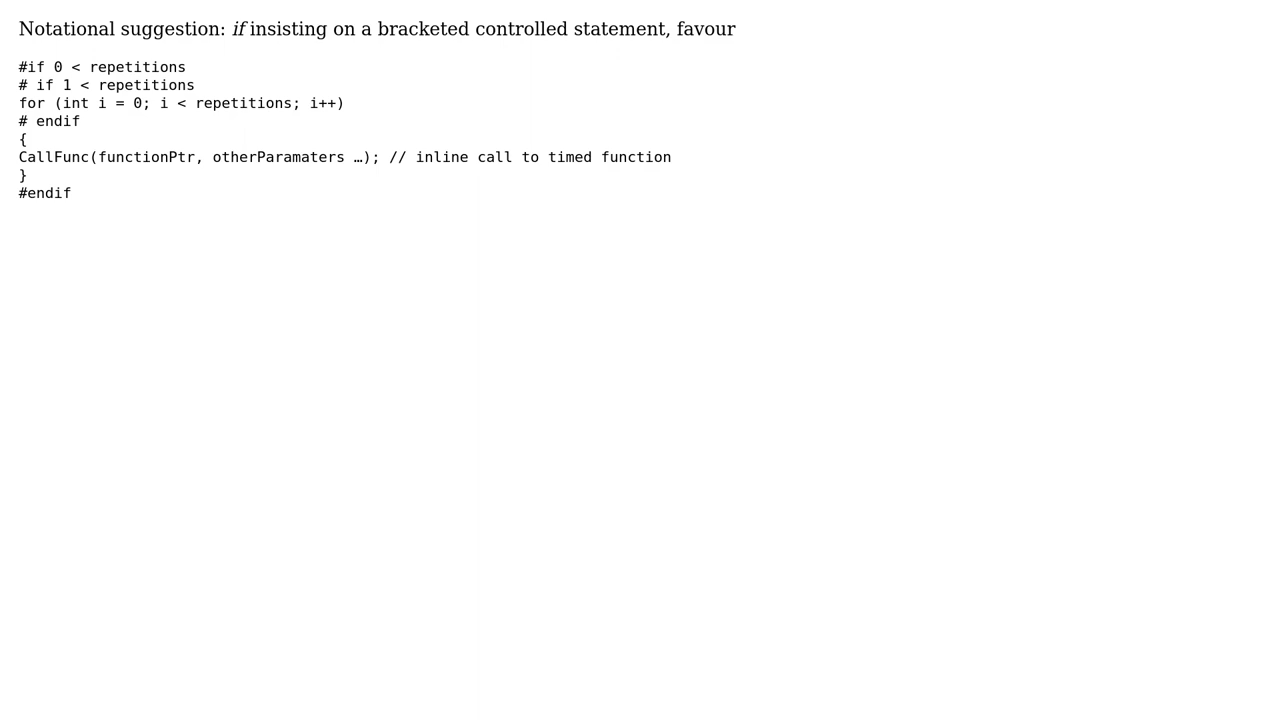 Notational suggestion: if insisting on a bracketed controlled statement, favour
#if 0 < repetitions
# if 1 < repetitions
for (int i = 0; i < repetitions; i++)
# endif
{
CallFunc(functionPtr, otherParamaters …); // inline call to timed function
}
#endif